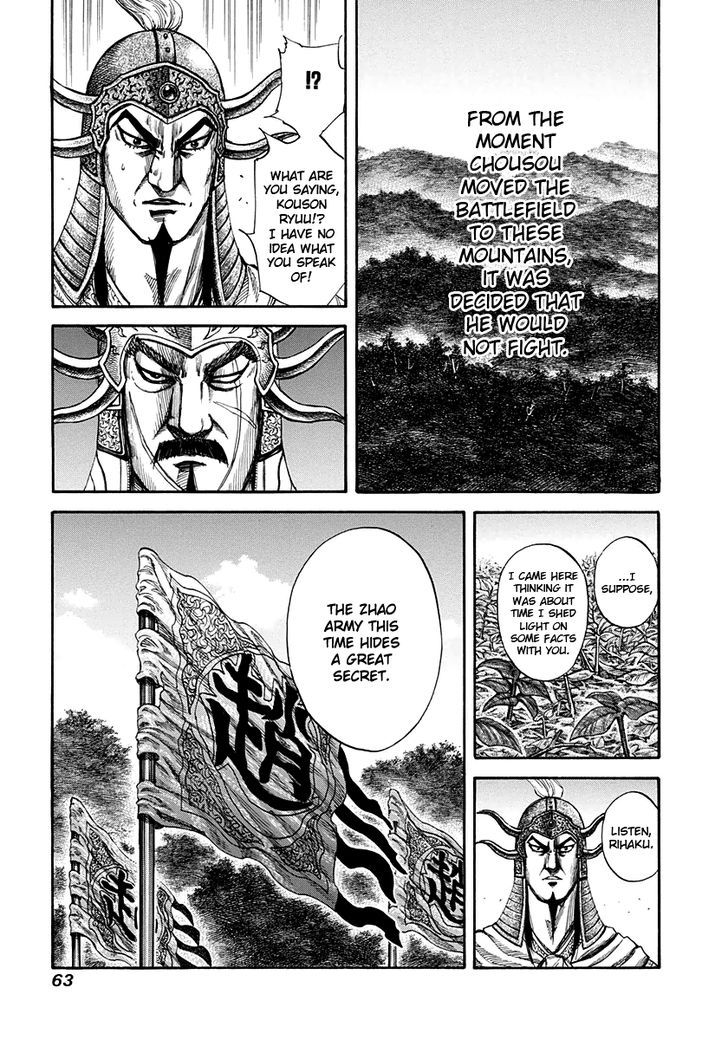 FROM THE
MOMENT
CHOUSOU
MOVED THE
BATTLEFIELD
TO THESE
MOUNTAINS,
IT WAS
DECIDED THAT
HE WOULD
NOT FIGHT.
!?
WHAT ARE
YOU SAYING,
KOUSON
RYUU!?
I HAVE NO
IDEA WHAT
YOU SPEAK
OF!
...I
SUPPOSE,
I CAME HERE
THINKING IT
WAS ABOUT
TIME I SHED
LIGHT ON
SOME FACTS
WITH YOU.
LISTEN,
RIHAKU.
THE ZHAO
ARMY THIS
TIME HIDES
A GREAT
SECRET.
趙
趙
趙
63